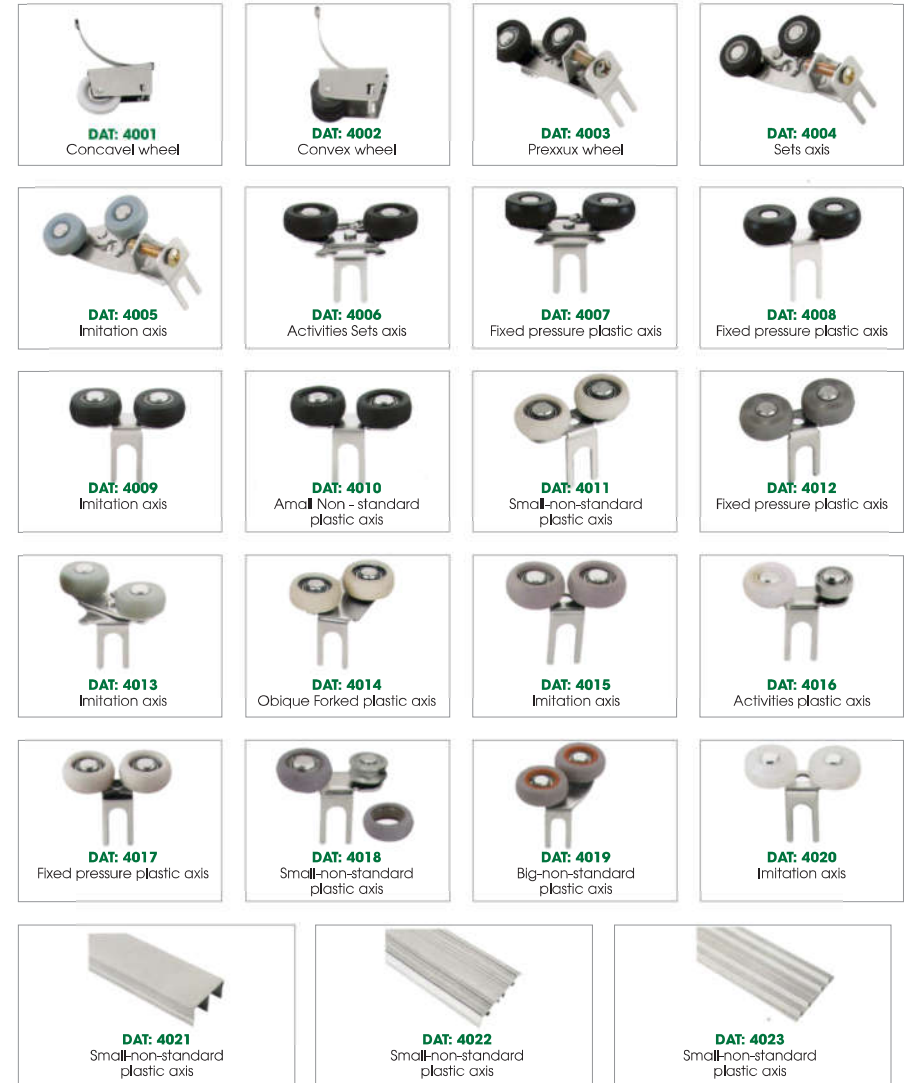 DAT: 4001
Concavel wheel
DAT: 4002
Convex wheel
DAT: 4003
Prexxux wheel
DAT: 4004
Sets axis
DAT: 4005
Imitation axis
DAT: 4006
Activities Sets axis
DAT: 4007
Fixed pressure plastic axis
DAT: 4008
Fixed pressure plastic axis
DAT: 4009
Imitation axis
DAT: 4010
Amall Non - standard
plastic axis
DAT: 4011
Small-non-standard
plastic axis
DAT: 4012
Fixed pressure plastic axis
DAT: 4013
Imitation axis
DAT: 4014
Obique Forked plastic axis
DAT: 4015
Imitation axis
DAT: 4016
Activities plastic axis
DAT: 4017
Fixed pressure plastic axis
DAT: 4018
Small-non-standard
plastic axis
DAT: 4019
Big-non-standard
plastic axis
DAT: 4020
Imitation axis
DAT: 4021
Small-non-standard
plastic axis
DAT: 4022
Small-non-standard
plastic axis
DAT: 4023
Small-non-standard
plastic axis